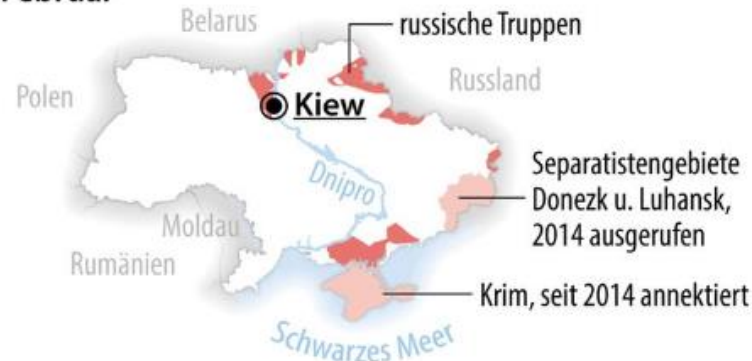 Belarus
russische Truppen
Polen
Russland
Kiew
Dnipro
Separatistengebiete
Donezk u. Luhansk,
2014 ausgerufen
Moldau
Rumänien
Krim, seit 2014 annektiert
Schwarzes Meer